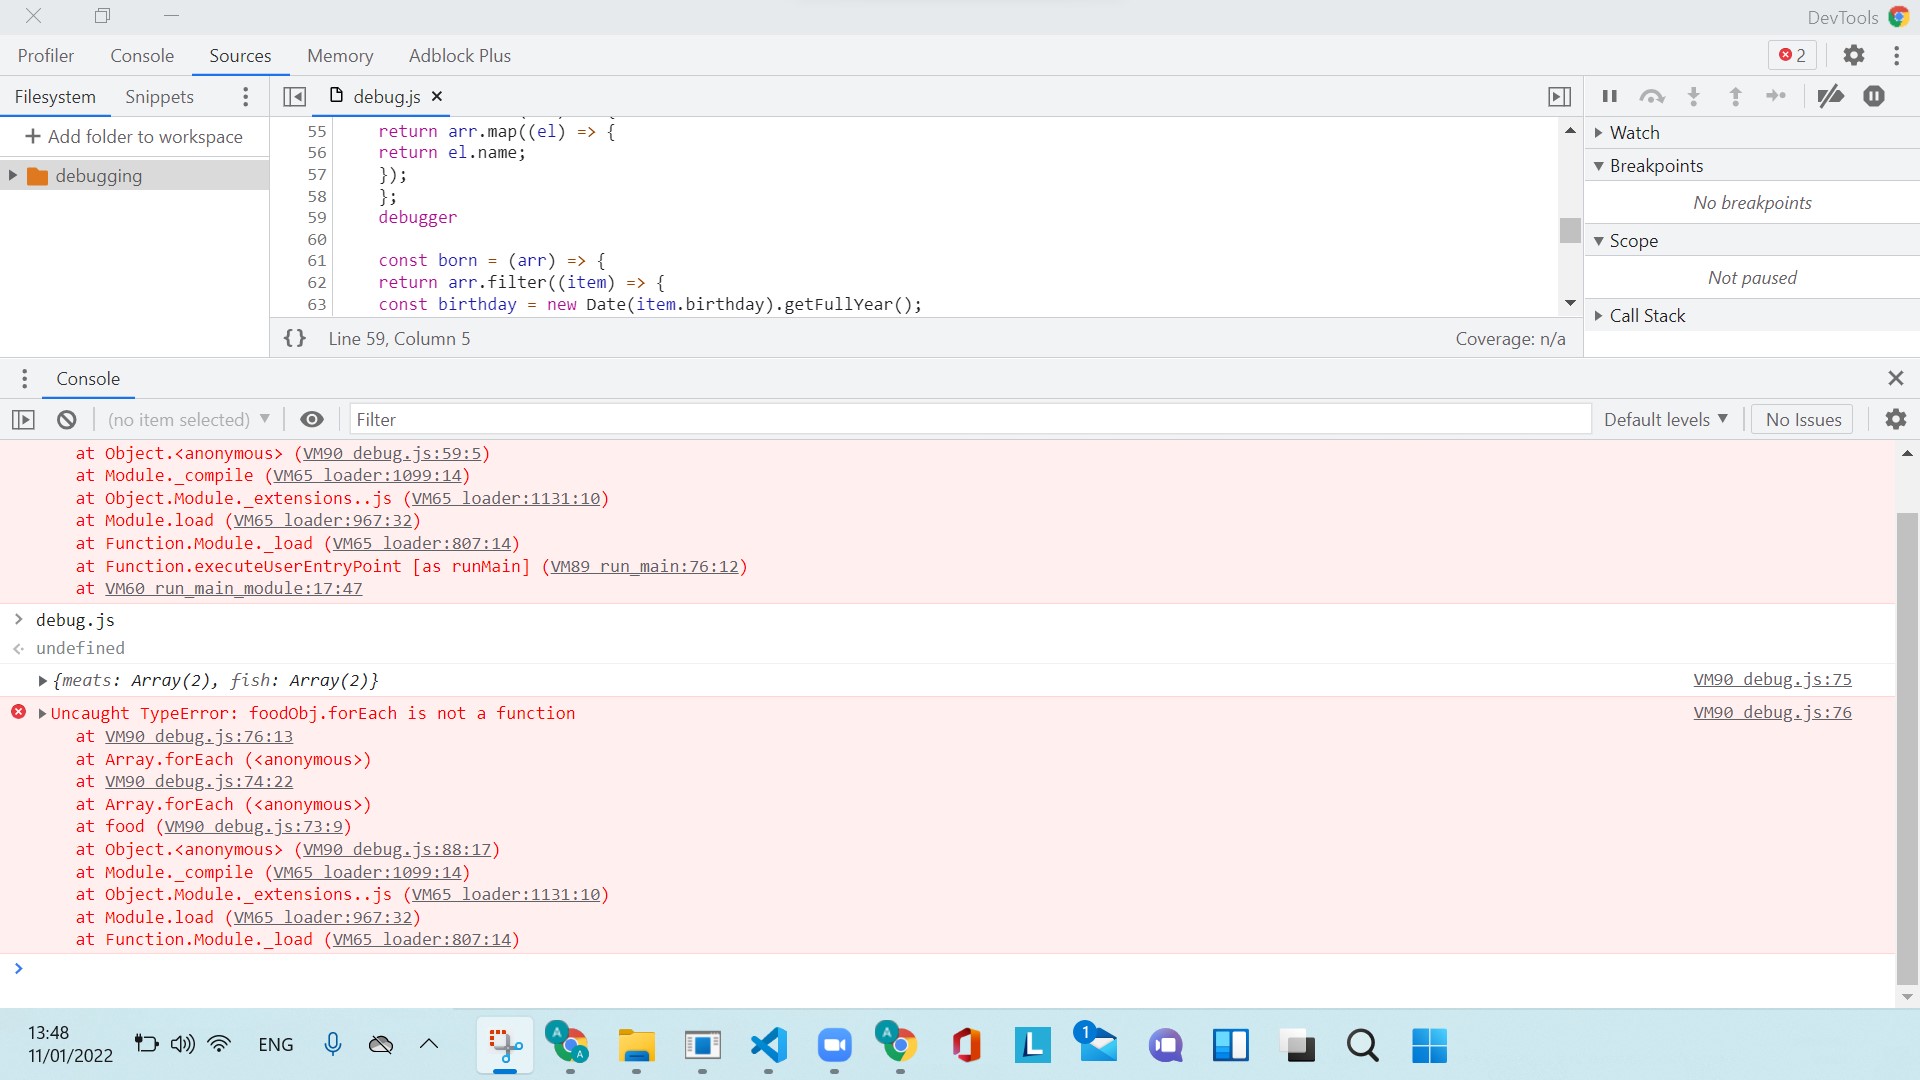 DevTools
Profiler Console Sources Memory Adblock Plus 2
Filesystem Snippets debug.js ×
+ Add folder to workspace
debugging
55 return arr.map((el) => {
56 return el.name;
57 });
58 };
59 debugger
60
61 const born = (arr) => {
62 return arr.filter((item) => {
63 const birthday = new Date(item.birthday).getFullYear();
{} Line 59, Column 5 Coverage: n/a
Watch
Breakpoints
No breakpoints
Scope
Not paused
Call Stack
Console
(no item selected) Filter Default levels No Issues
at Object.<anonymous> (VM90 debug.js:59:5)
at Module._compile (VM65 loader:1099:14)
at Object.Module._extensions..js (VM65 loader:1131:10)
at Module.load (VM65 loader:967:32)
at Function.Module._load (VM65 loader:807:14)
at Function.executeUserEntryPoint [as runMain] (VM89 run_main:76:12)
at VM60 run_main_module:17:47
debug.js
undefined
{meats: Array(2), fish: Array(2)} VM90 debug.js:75
Uncaught TypeError: foodObj.forEach is not a function VM90 debug.js:76
at VM90 debug.js:76:13
at Array.forEach (<anonymous>)
at VM90 debug.js:74:22
at Array.forEach (<anonymous>)
at food (VM90 debug.js:73:9)
at Object.<anonymous> (VM90 debug.js:88:17)
at Module._compile (VM65 loader:1099:14)
at Object.Module._extensions..js (VM65 loader:1131:10)
at Module.load (VM65 loader:967:32)
at Function.Module._load (VM65 loader:807:14)
13:48
11/01/2022
ENG
A A A L 1